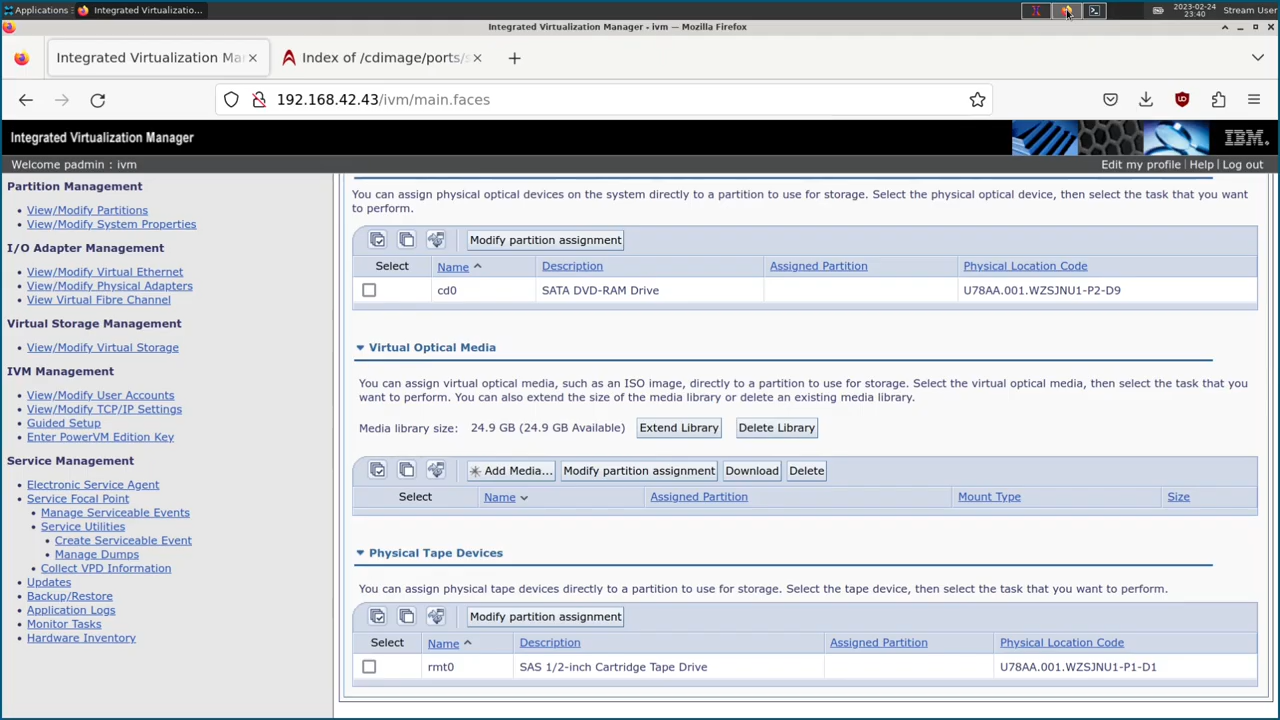 Applications
Integrated Virtualizatio...
2023-02-24
23:40
Stream User
Integrated Virtualization Manager - ivm — Mozilla Firefox
Integrated Virtualization Ma
Index of /cdimage/ports/
192.168.42.43/ivm/main.faces
Integrated Virtualization Manager
IBM.
Welcome padmin : ivm
Edit my profile | Help | Log out
Partition Management
• View/Modify Partitions
• View/Modify System Properties
I/O Adapter Management
• View/Modify Virtual Ethernet
• View/Modify Physical Adapters
• View Virtual Fibre Channel
Virtual Storage Management
• View/Modify Virtual Storage
IVM Management
• View/Modify User Accounts
• View/Modify TCP/IP Settings
• Guided Setup
• Enter PowerVM Edition Key
Service Management
• Electronic Service Agent
• Service Focal Point
• Manage Serviceable Events
• Service Utilities
• Create Serviceable Event
• Manage Dumps
• Collect VPD Information
• Updates
• Backup/Restore
• Application Logs
• Monitor Tasks
• Hardware Inventory
You can assign physical optical devices on the system directly to a partition to use for storage. Select the physical optical device, then select the task that you want
to perform.
Modify partition assignment
Select Name Description Assigned Partition Physical Location Code
cd0 SATA DVD-RAM Drive U78AA.001.WZSJNU1-P2-D9
Virtual Optical Media
You can assign virtual optical media, such as an ISO image, directly to a partition to use for storage. Select the virtual optical media, then select the task that you
want to perform. You can also extend the size of the media library or delete an existing media library.
Media library size: 24.9 GB (24.9 GB Available) Extend Library Delete Library
Add Media... Modify partition assignment Download Delete
Select Name Assigned Partition Mount Type Size
Physical Tape Devices
You can assign physical tape devices directly to a partition to use for storage. Select the tape device, then select the task that you want to perform.
Modify partition assignment
Select Name Description Assigned Partition Physical Location Code
rmt0 SAS 1/2-inch Cartridge Tape Drive U78AA.001.WZSJNU1-P1-D1